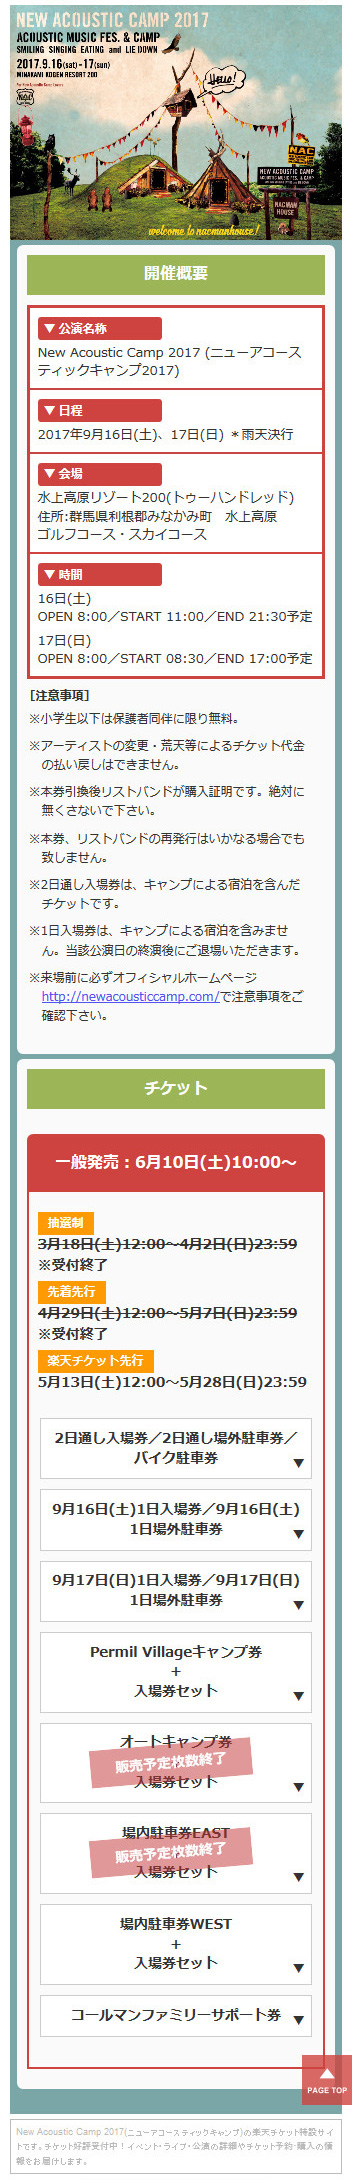 NEW ACOUSTIC CAMP 2017
ACOUSTIC MUSIC FES. & CAMP
SMILING SINGING EATING and LIE DOWN
2017.9.16(sat)-17(sun)
MINAKAMI KOGEN RESORT 200
HELLO!
NAC
NEW ACOUSTIC CAMP
ACOUSTIC MUSIC FES. & CAMP
NACMAN
HOUSE
welcome to nacmanhouse!
開催概要
▼公演名称
New Acoustic Camp 2017 (ニューアコース
ティックキャンプ2017)
▼日程
2017年9月16日(土)、17日(日) ＊雨天決行
▼会場
水上高原リゾート200(トゥーハンドレッド)
住所:群馬県利根郡みなかみ町　水上高原
ゴルフコース・スカイコース
▼時間
16日(土)
OPEN 8:00／START 11:00／END 21:30予定
17日(日)
OPEN 8:00／START 08:30／END 17:00予定
[注意事項]
※小学生以下は保護者同伴に限り無料。
※アーティストの変更・荒天等によるチケット代金
の払い戻しはできません。
※本券引換後リストバンドが購入証明です。絶対に
無くさないで下さい。
※本券、リストバンドの再発行はいかなる場合でも
致しません。
※2日通し入場券は、キャンプによる宿泊を含んだ
チケットです。
※1日入場券は、キャンプによる宿泊を含みませ
ん。当該公演日の終演後にご退場いただきます。
※来場前に必ずオフィシャルホームページ
http://newacousticcamp.com/で注意事項をご
確認下さい。
チケット
一般発売：6月10日(土)10:00～
抽選制
3月18日(土)12:00～4月2日(日)23:59
※受付終了
先着先行
4月29日(土)12:00～5月7日(日)23:59
※受付終了
楽天チケット先行
5月13日(土)12:00～5月28日(日)23:59
2日通し入場券／2日通し場外駐車券／
バイク駐車券
▼
9月16日(土)1日入場券／9月16日(土)
1日場外駐車券
▼
9月17日(日)1日入場券／9月17日(日)
1日場外駐車券
▼
Permil Villageキャンプ券
+
入場券セット
▼
オートキャンプ券
販売予定枚数終了
入場券セット
▼
場内駐車券EAST
販売予定枚数終了
入場券セット
▼
場内駐車券WEST
+
入場券セット
▼
コールマンファミリーサポート券
▼
PAGE TOP
New Acoustic Camp 2017(ニューアコースティックキャンプ)の楽天チケット特設サイ
トです。チケット好評受付中！イベント・ライブ・公演の詳細やチケット予約・購入の情
報をお届けします。